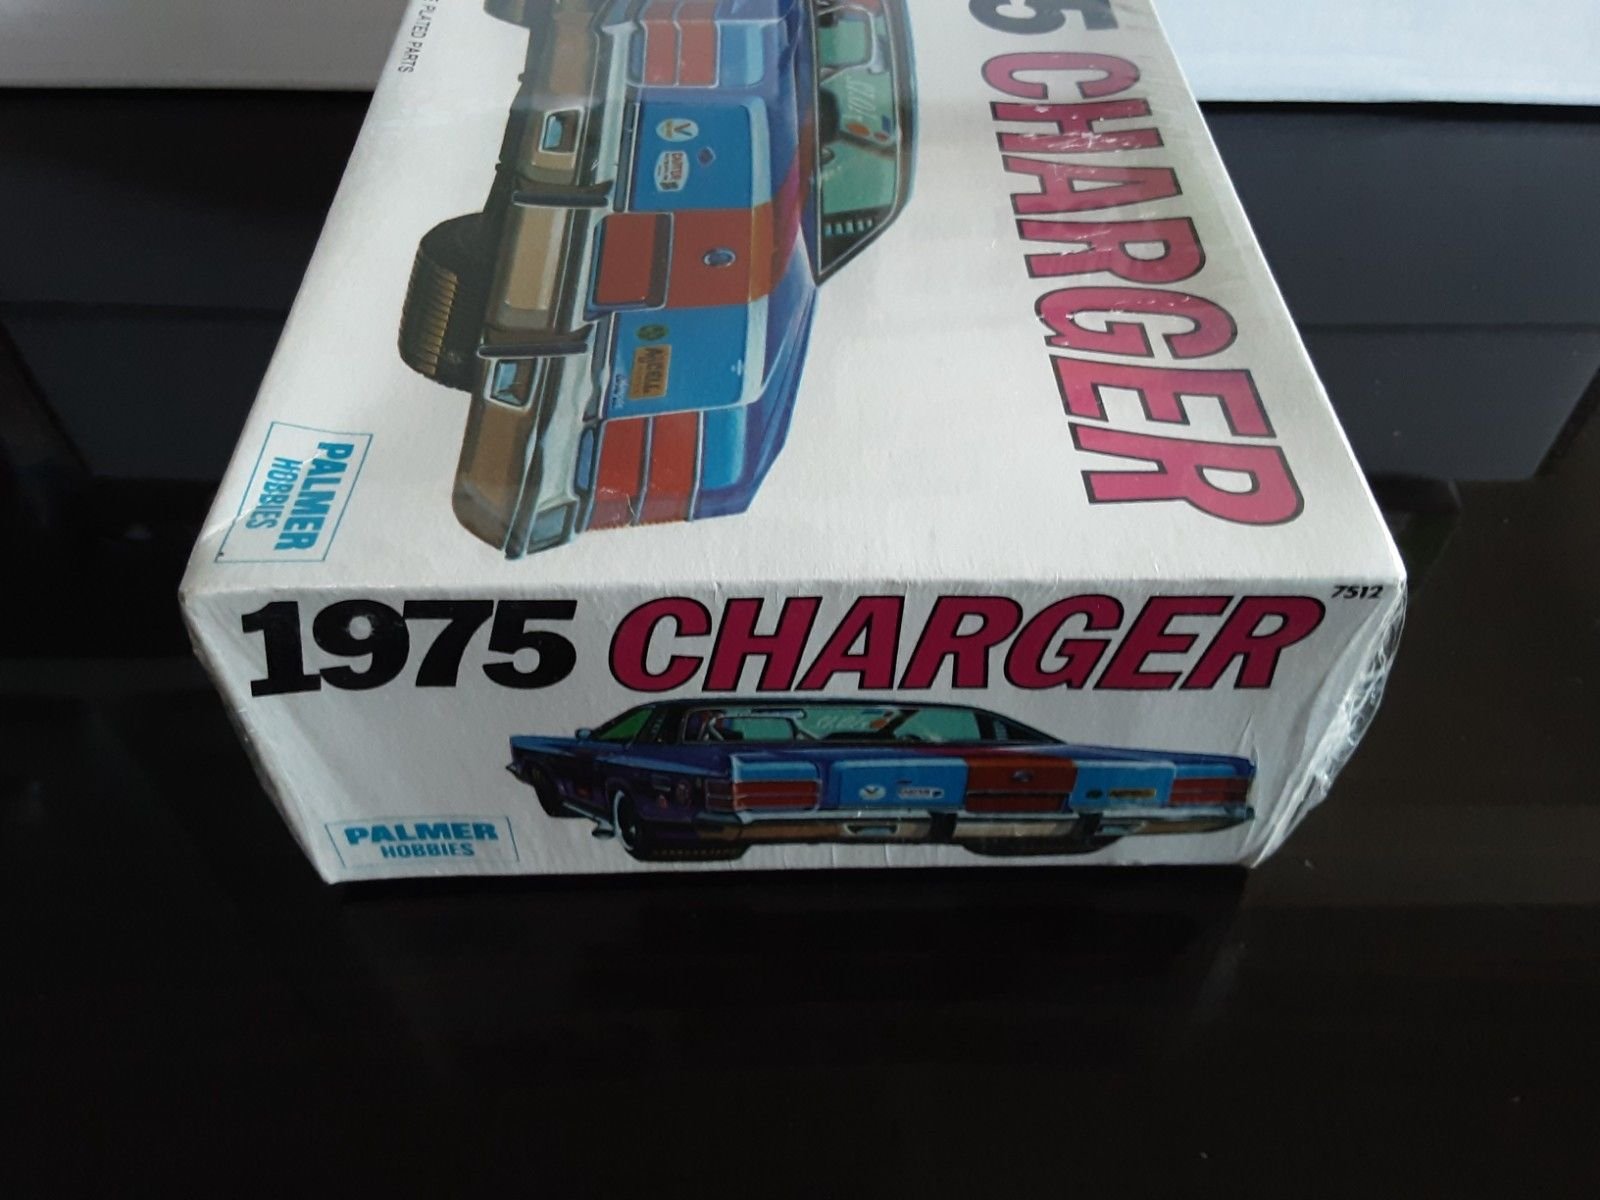 PLATED PARTS
5 CHARGER
PALMER
HOBBIES
1975 CHARGER
7512
PALMER
HOBBIES